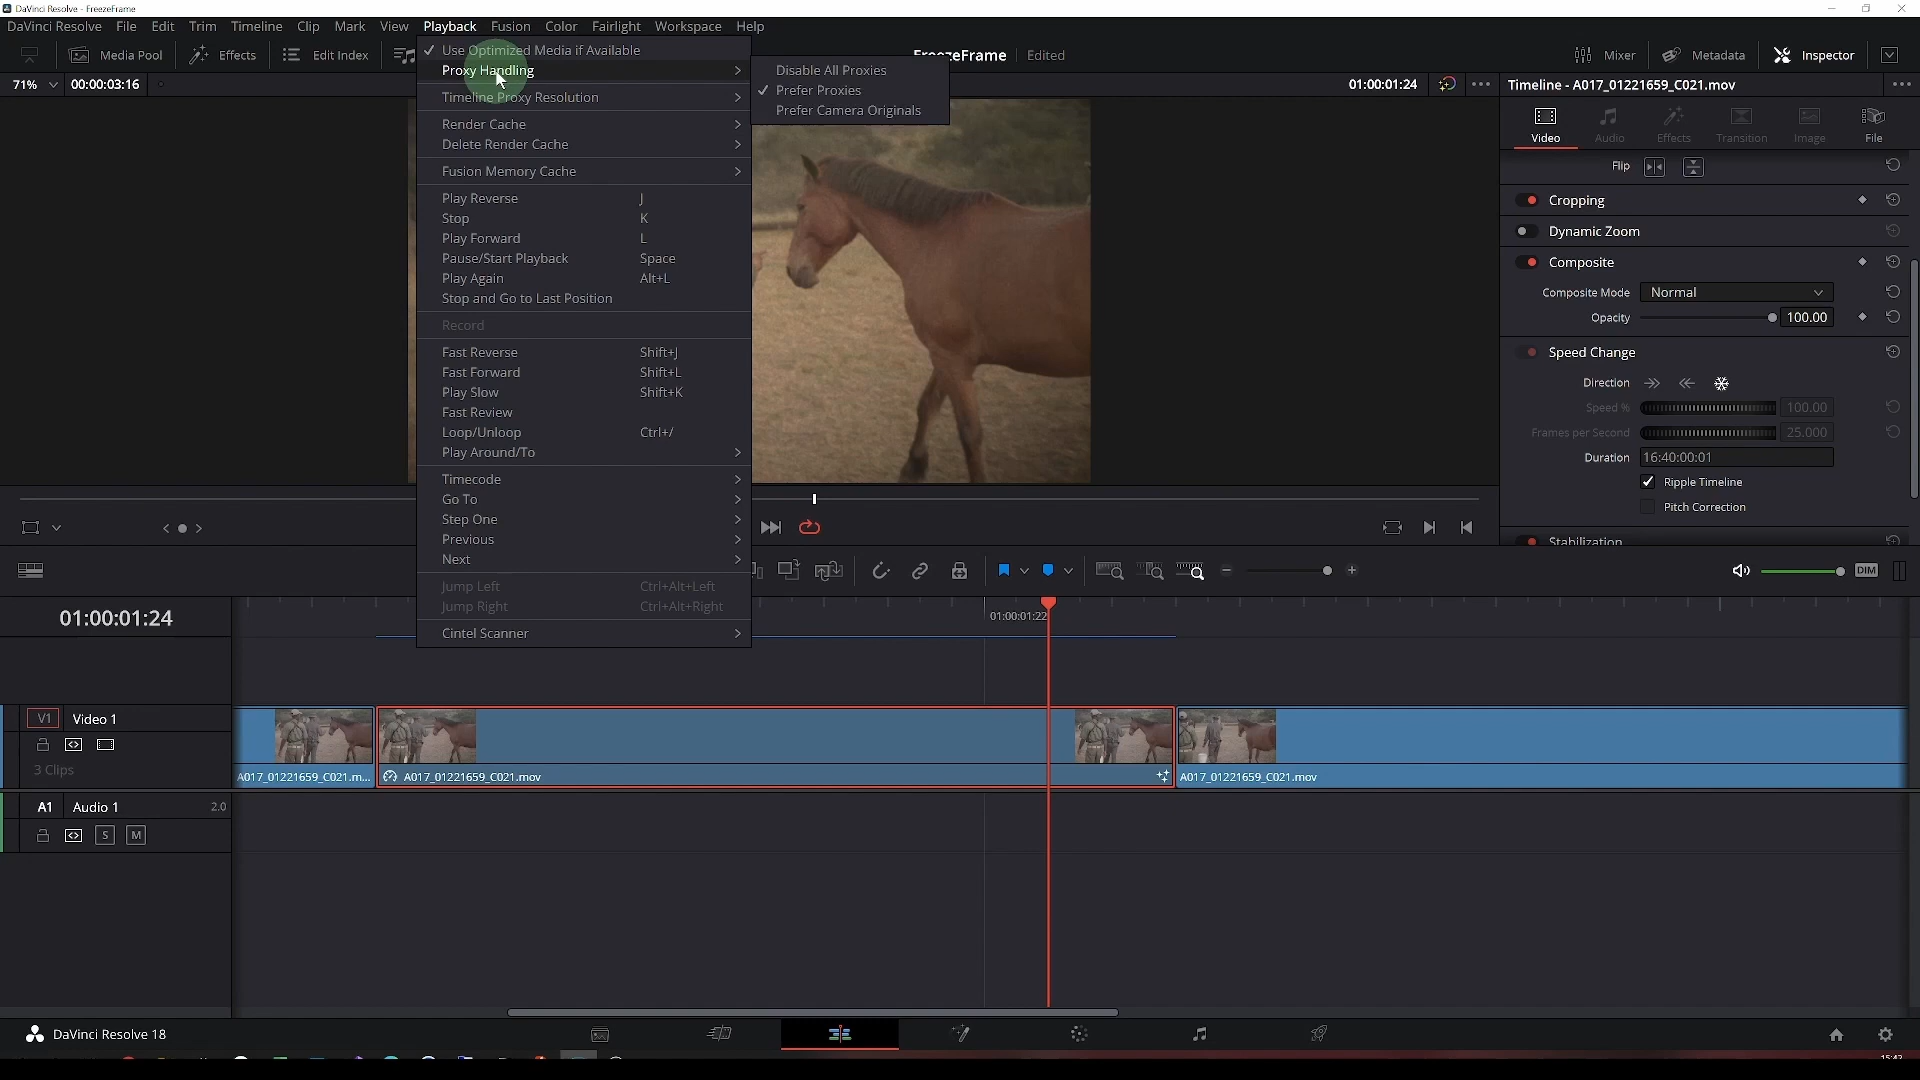 DaVinci Resolve - FreezeFrame
DaVinci Resolve File Edit Trim Timeline Clip Mark View Playback Fusion Color Fairlight Workspace Help
Media Pool Effects Edit Index FreezeFrame Edited Mixer Metadata Inspector
71% 00:00:03:16 01:00:01:24 Timeline - A017_01221659_C021.mov
Use Optimized Media if Available
Proxy Handling
Timeline Proxy Resolution
Render Cache
Delete Render Cache
Fusion Memory Cache
Play Reverse J
Stop K
Play Forward L
Pause/Start Playback Space
Play Again Alt+L
Stop and Go to Last Position
Record
Fast Reverse Shift+J
Fast Forward Shift+L
Play Slow Shift+K
Fast Review
Loop/Unloop Ctrl+/
Play Around/To
Timecode
Go To
Step One
Previous
Next
Jump Left Ctrl+Alt+Left
Jump Right Ctrl+Alt+Right
Cintel Scanner
Disable All Proxies
Prefer Proxies
Prefer Camera Originals
Video Audio Effects Transition Image File
Flip
Cropping
Dynamic Zoom
Composite
Composite Mode Normal
Opacity 100.00
Speed Change
Direction
Speed % 100.00
Frames per Second 25.000
Duration 16:40:00:01
Ripple Timeline
Pitch Correction
Stabilization
DIM
01:00:01:24
01:00:01:22
V1 Video 1
3 Clips
A017_01221659_C021.m...
A017_01221659_C021.mov
A017_01221659_C021.mov
A1 Audio 1 2.0
S M
DaVinci Resolve 18
15:42